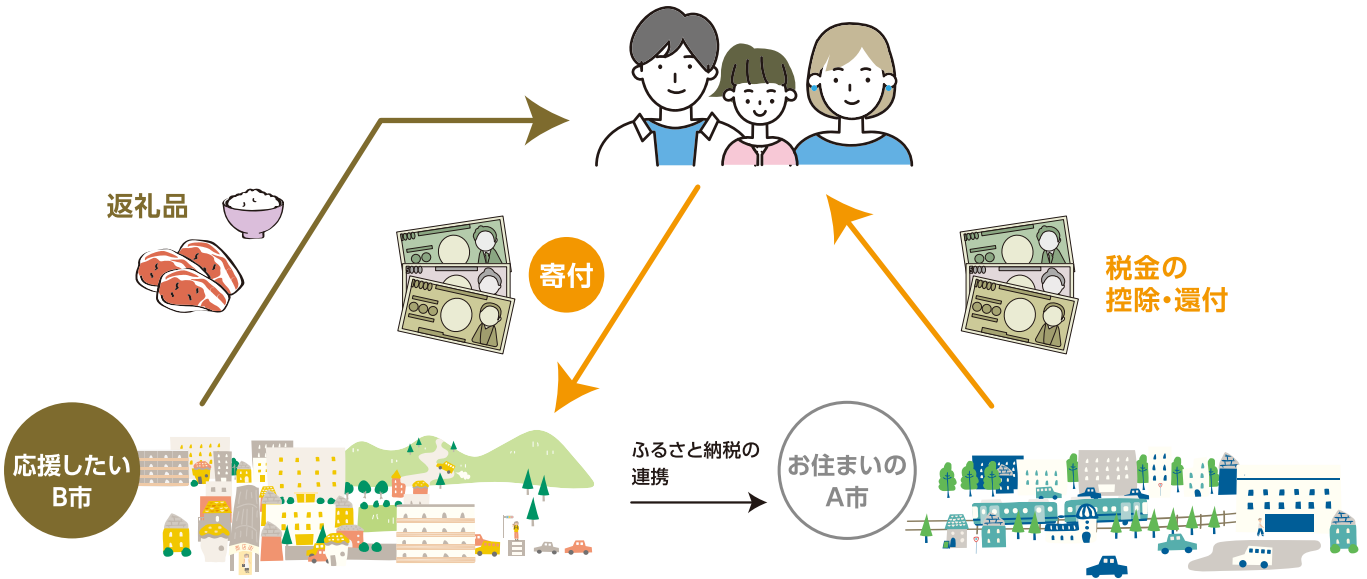 返礼品
寄付
税金の
控除・還付
応援したい
B市
ふるさと納税の
連携
お住まいの
A市